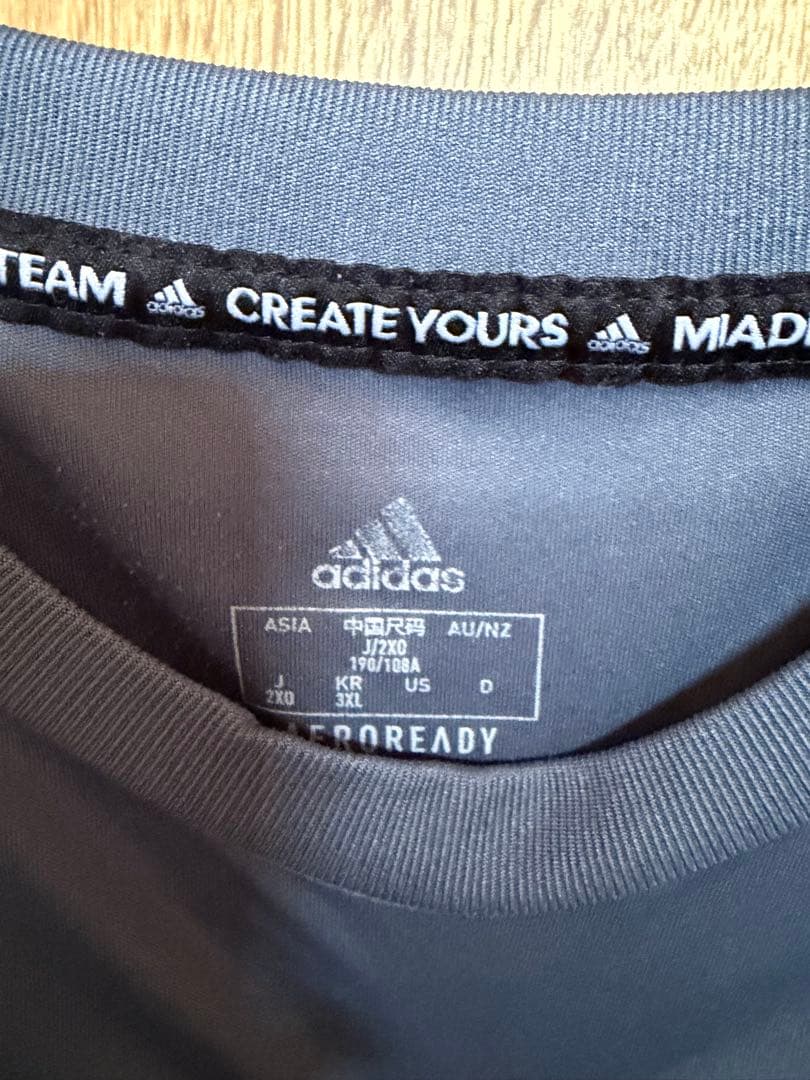 TEAM adidas CREATE YOURS adidas MIADI
adidas
ASIA 中国尺码 AU/NZ
J/2XO
190/108A
J KR US D
2XO 3XL
AEROREADY